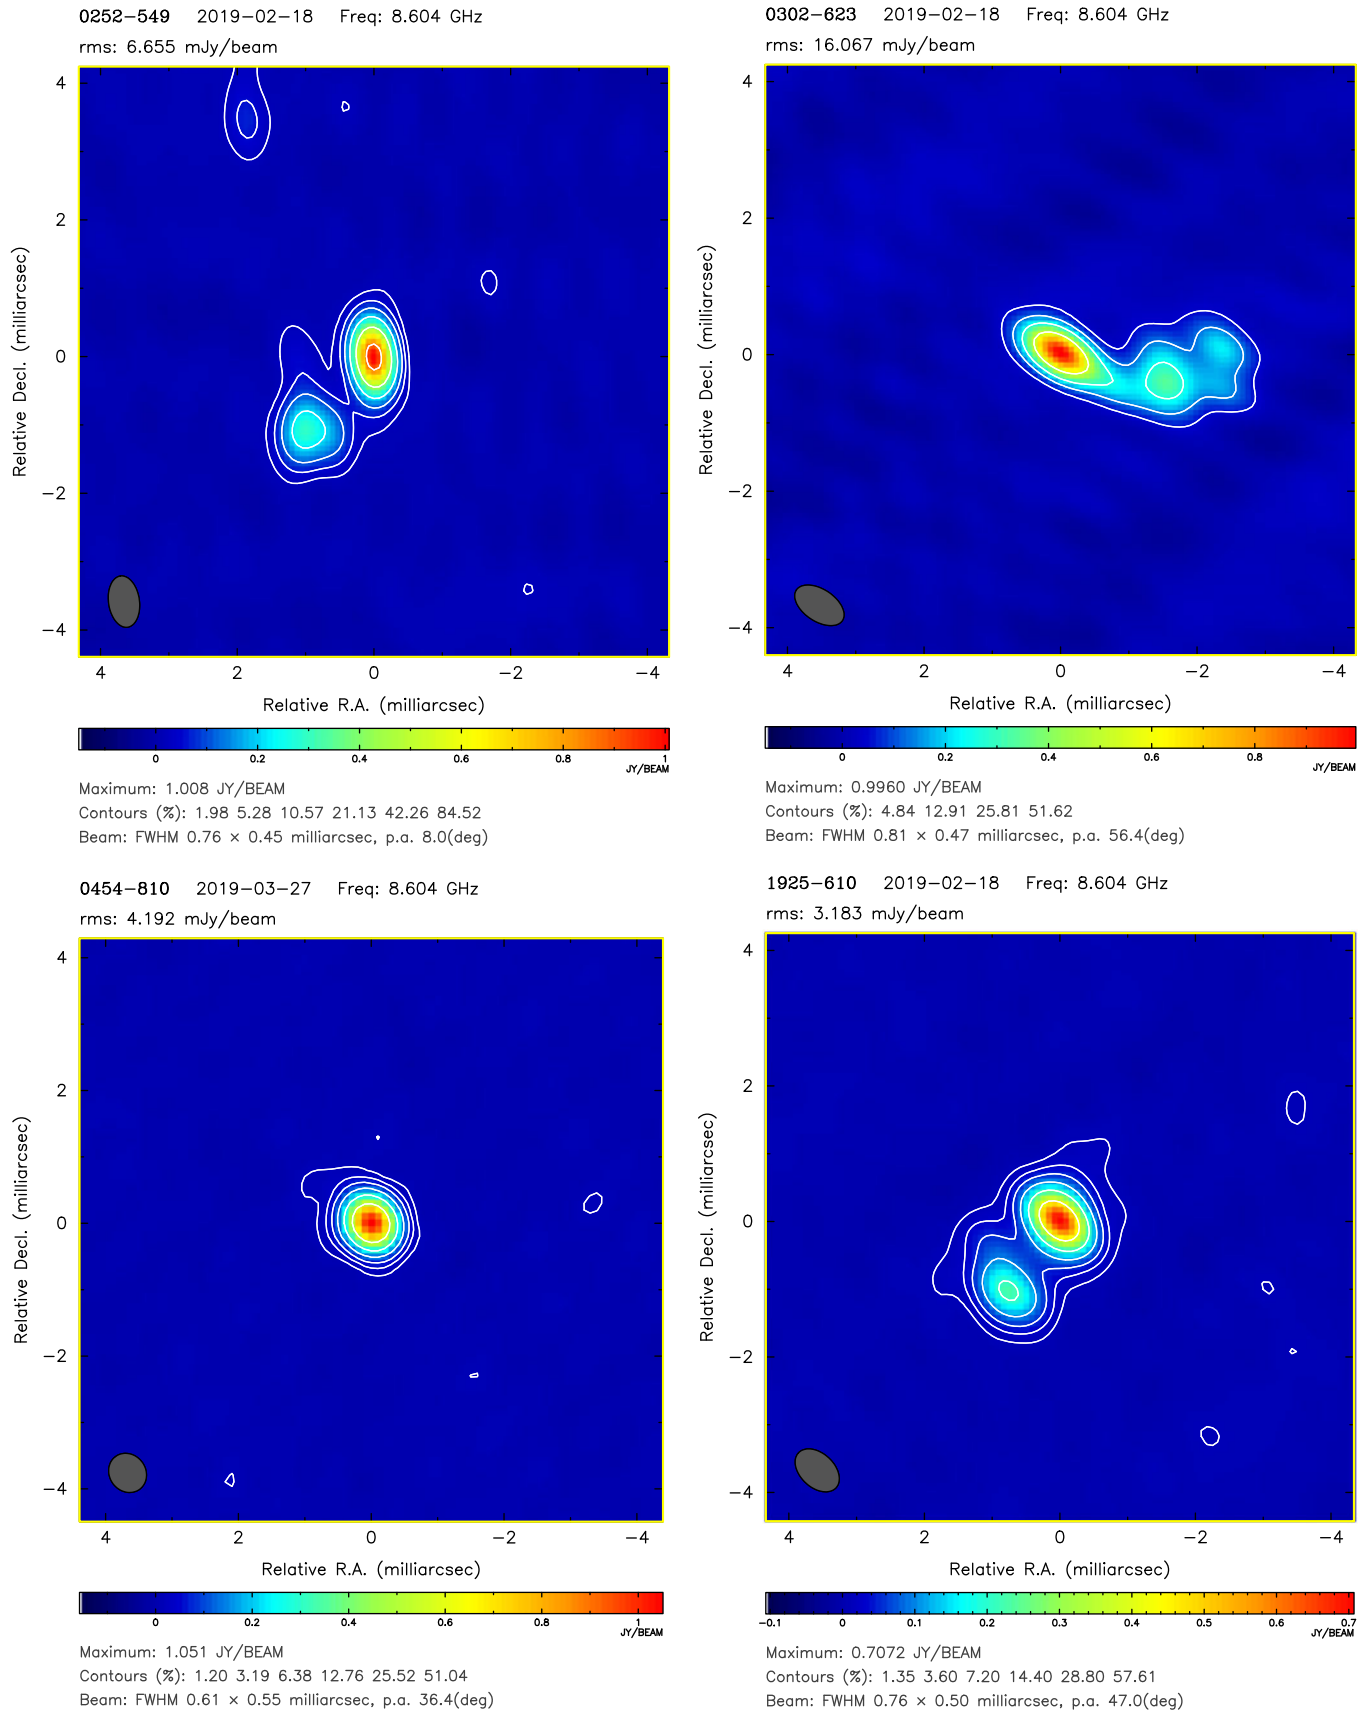 0252−549 2019−02−18 Freq: 8.604 GHz
rms: 6.655 mJy/beam
4
2
0
−2
−4
Relative Decl. (milliarcsec)
4 2 0 −2 −4
Relative R.A. (milliarcsec)
0 0.2 0.4 0.6 0.8 1
JY/BEAM
Maximum: 1.008 JY/BEAM
Contours (%): 1.98 5.28 10.57 21.13 42.26 84.52
Beam: FWHM 0.76 × 0.45 milliarcsec, p.a. 8.0(deg)
0302−623 2019−02−18 Freq: 8.604 GHz
rms: 16.067 mJy/beam
4
2
0
−2
−4
Relative Decl. (milliarcsec)
4 2 0 −2 −4
Relative R.A. (milliarcsec)
0 0.2 0.4 0.6 0.8
JY/BEAM
Maximum: 0.9960 JY/BEAM
Contours (%): 4.84 12.91 25.81 51.62
Beam: FWHM 0.81 × 0.47 milliarcsec, p.a. 56.4(deg)
0454−810 2019−03−27 Freq: 8.604 GHz
rms: 4.192 mJy/beam
4
2
0
−2
−4
Relative Decl. (milliarcsec)
4 2 0 −2 −4
Relative R.A. (milliarcsec)
0 0.2 0.4 0.6 0.8 1
JY/BEAM
Maximum: 1.051 JY/BEAM
Contours (%): 1.20 3.19 6.38 12.76 25.52 51.04
Beam: FWHM 0.61 × 0.55 milliarcsec, p.a. 36.4(deg)
1925−610 2019−02−18 Freq: 8.604 GHz
rms: 3.183 mJy/beam
4
2
0
−2
−4
Relative Decl. (milliarcsec)
4 2 0 −2 −4
Relative R.A. (milliarcsec)
−0.1 0 0.1 0.2 0.3 0.4 0.5 0.6 0.7
JY/BEAM
Maximum: 0.7072 JY/BEAM
Contours (%): 1.35 3.60 7.20 14.40 28.80 57.61
Beam: FWHM 0.76 × 0.50 milliarcsec, p.a. 47.0(deg)